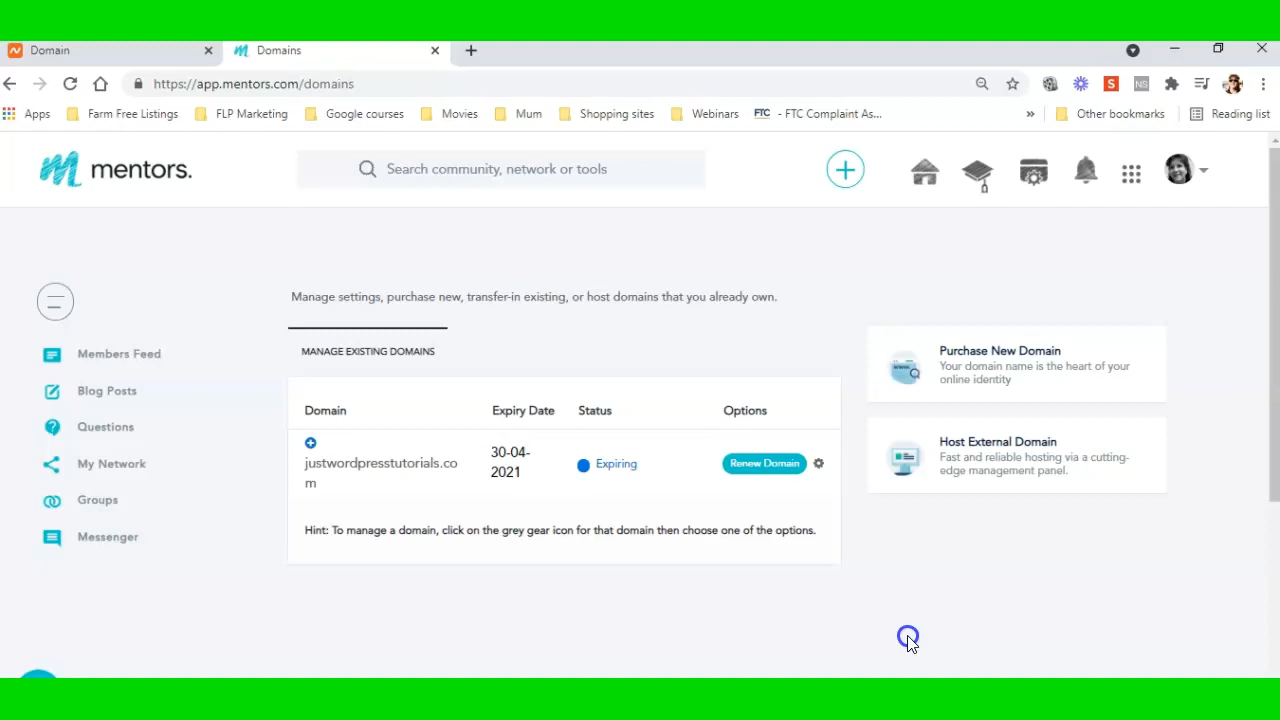 Domain
Domains
https://app.mentors.com/domains
S
NS
Apps
Farm Free Listings
FLP Marketing
Google courses
Movies
Mum
Shopping sites
Webinars
FTC - FTC Complaint As...
»
Other bookmarks
Reading list
mentors.
Search community, network or tools
Manage settings, purchase new, transfer-in existing, or host domains that you already own.
Members Feed
Blog Posts
Questions
My Network
Groups
Messenger
MANAGE EXISTING DOMAINS
Domain Expiry Date Status Options
justwordpresstutorials.co
m
30-04-
2021
Expiring
Renew Domain
Hint: To manage a domain, click on the grey gear icon for that domain then choose one of the options.
Purchase New Domain
Your domain name is the heart of your
online identity
Host External Domain
Fast and reliable hosting via a cutting-
edge management panel.